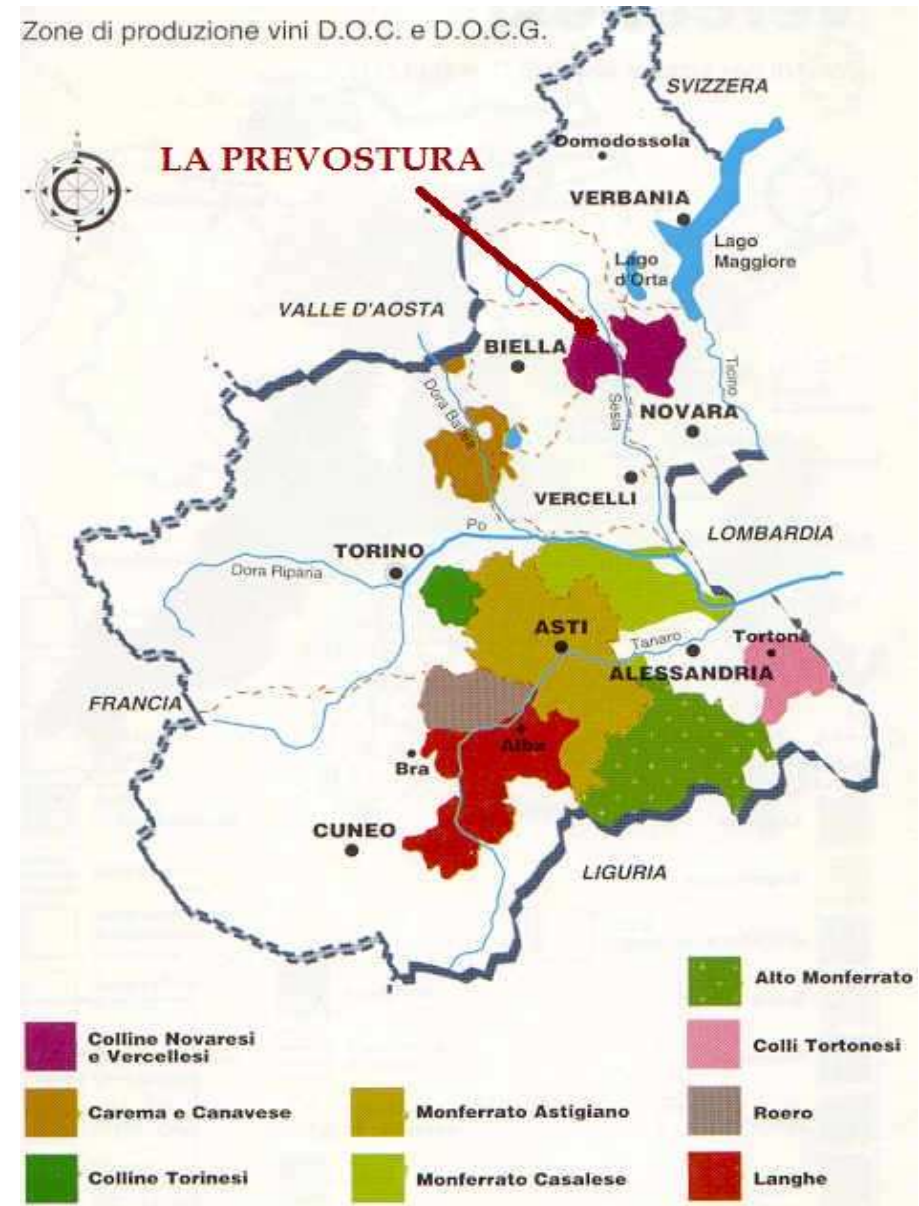 Zone di produzione vini D.O.C. e D.O.C.G.
SVIZZERA
Domodossola
LA PREVOSTURA
VERBANIA
Lago
Maggiore
Lago
d'Orta
VALLE D'AOSTA
BIELLA
Ticino
Dora Baltea
Sesia
NOVARA
VERCELLI
LOMBARDIA
Po
TORINO
Dora Riparia
ASTI
Tanaro
Tortona
ALESSANDRIA
FRANCIA
Alba
Bra
CUNEO
LIGURIA
Alto Monferrato
Colline Novaresi
e Vercellesi
Colli Tortonesi
Carema e Canavese
Monferrato Astigiano
Roero
Colline Torinesi
Monferrato Casalese
Langhe